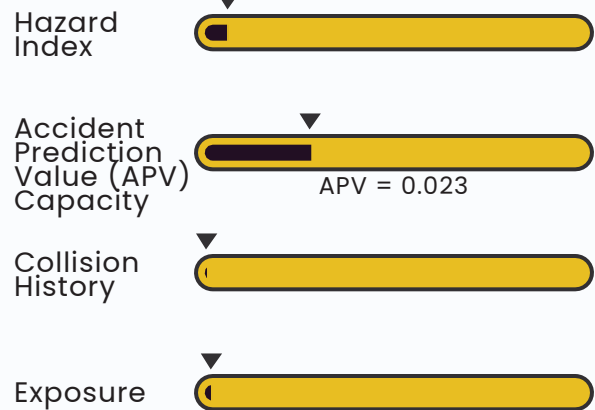 Hazard
Index
Accident
Prediction
Value (APV)
Capacity
APV = 0.023
Collision
History
Exposure